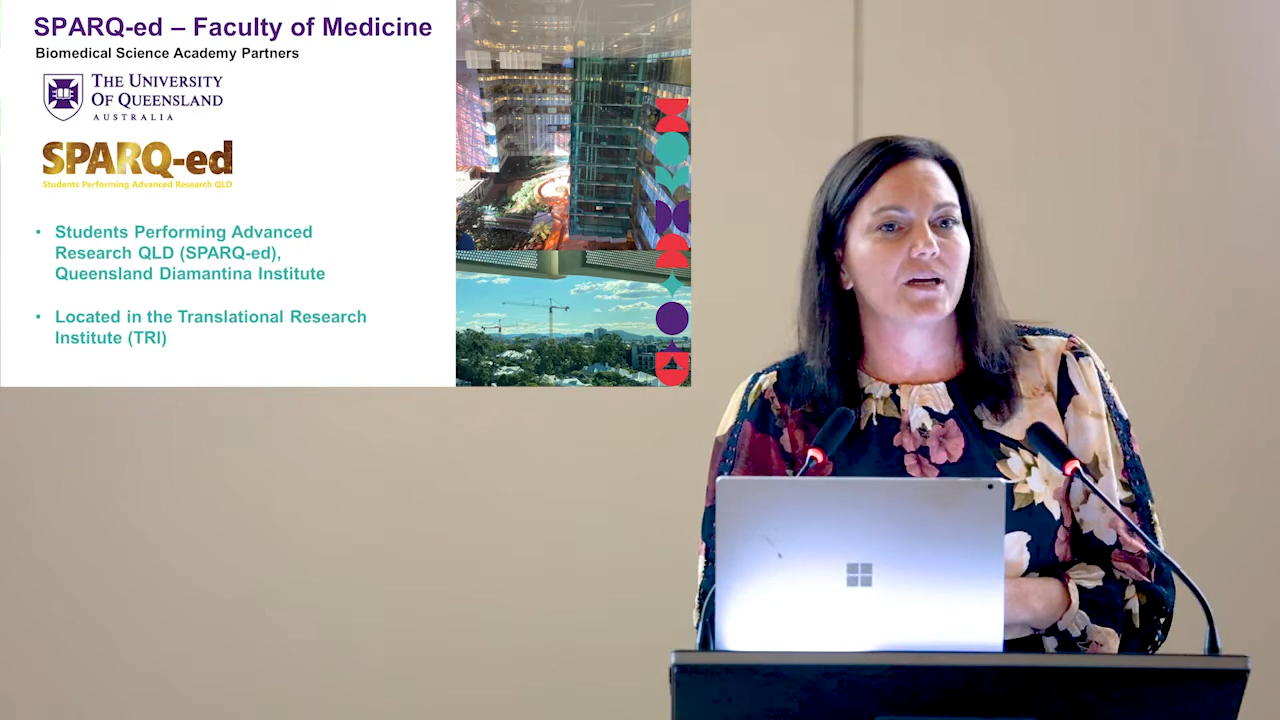 SPARQ-ed – Faculty of Medicine
Biomedical Science Academy Partners
THE UNIVERSITY
OF QUEENSLAND
AUSTRALIA
SPARQ-ed
Students Performing Advanced Research QLD
• Students Performing Advanced
Research QLD (SPARQ-ed),
Queensland Diamantina Institute
• Located in the Translational Research
Institute (TRI)